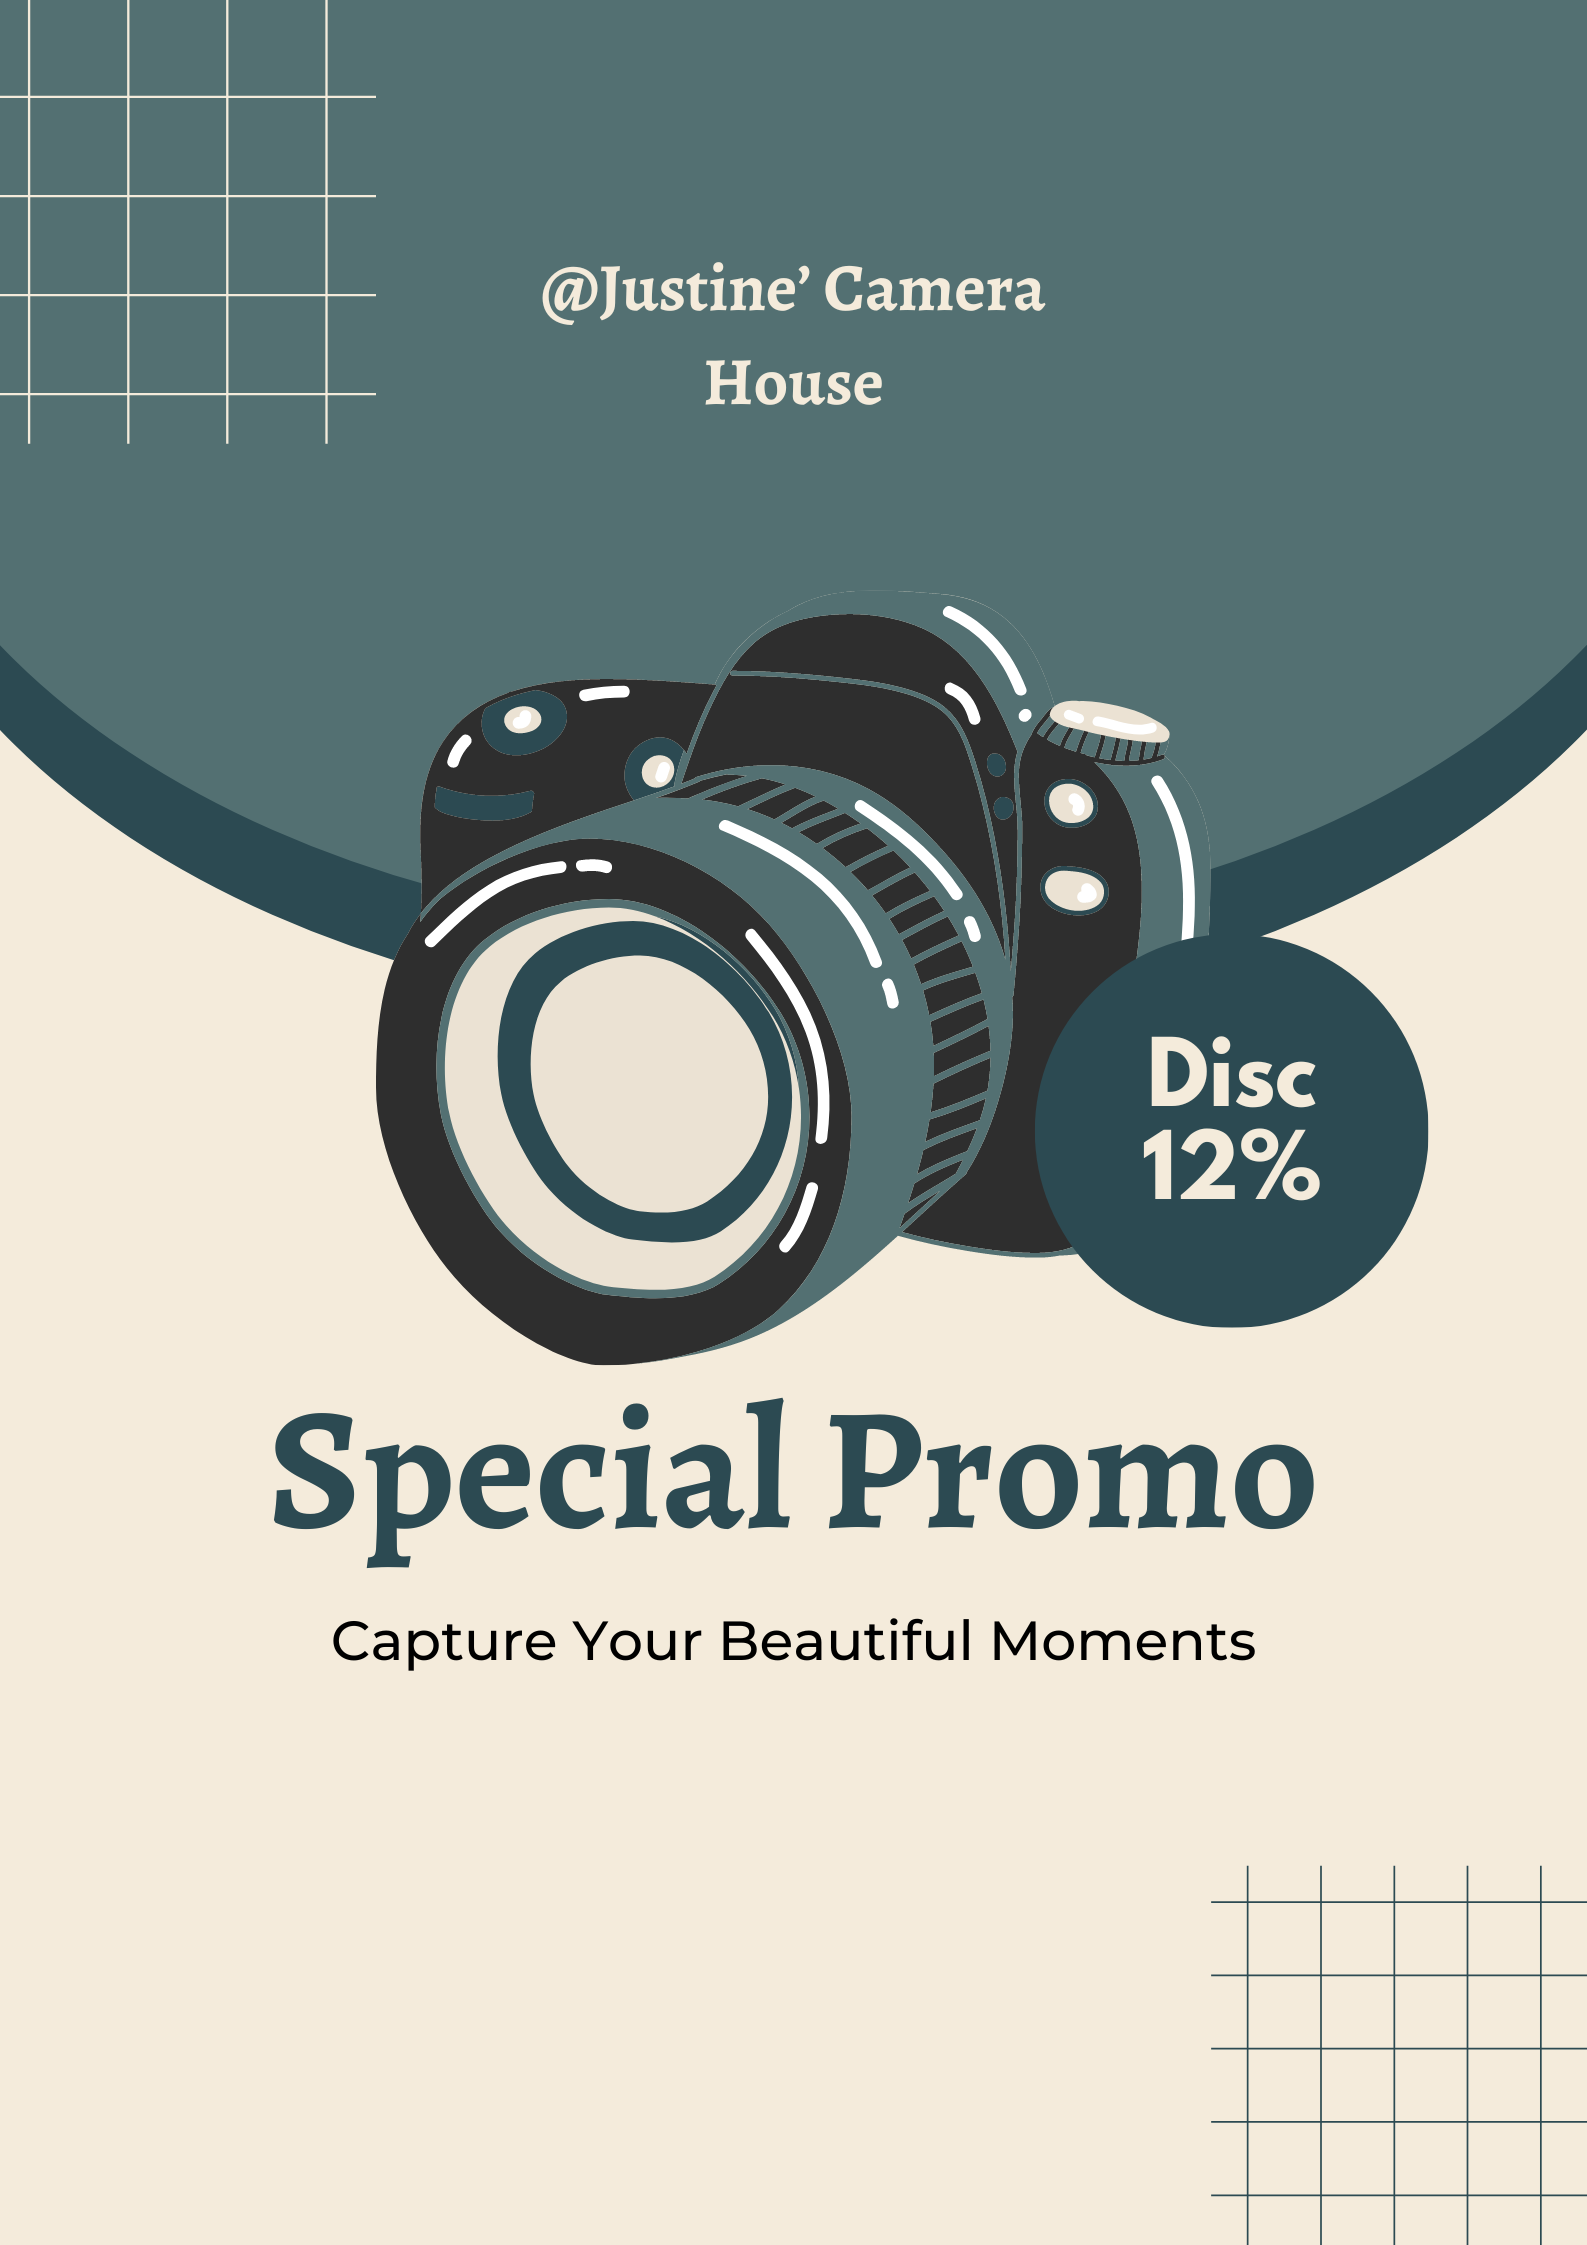 @Justine’ Camera
House
Disc
12%
Special Promo
Capture Your Beautiful Moments